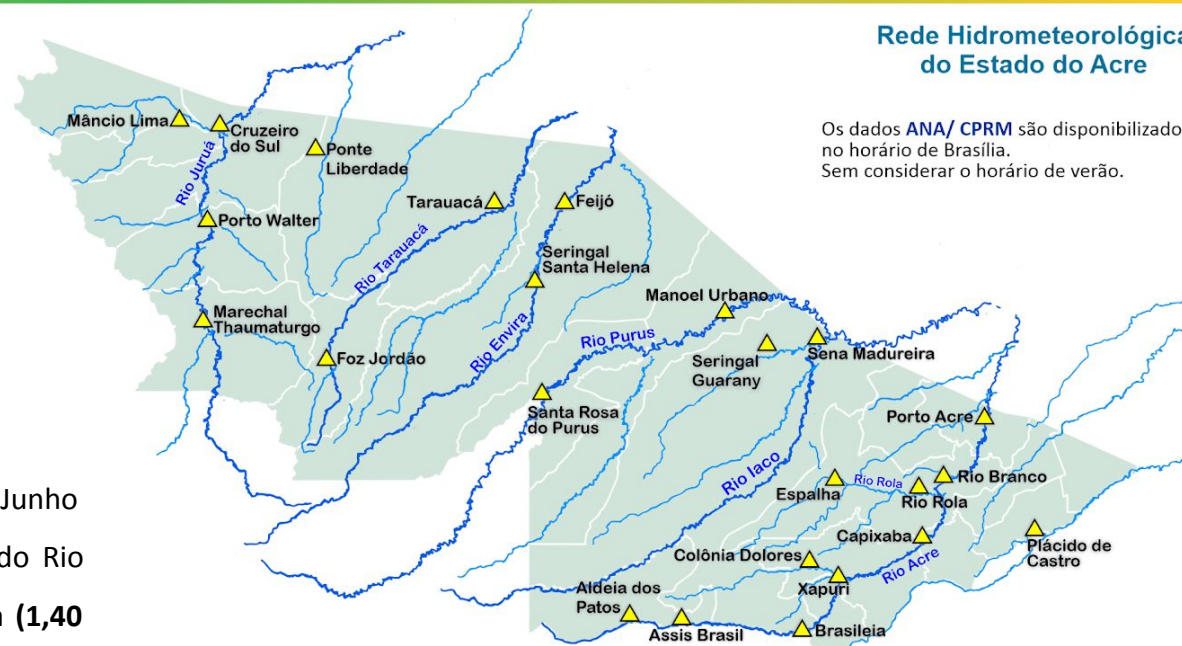 Rede Hidrometeorológica
do Estado do Acre
Os dados ANA/ CPRM são disponibilizado
no horário de Brasília.
Sem considerar o horário de verão.
Mâncio Lima
Cruzeiro
do Sul
Ponte
Liberdade
Rio Juruá
Tarauacá
Feijó
Porto Walter
Rio Tarauacá
Seringal
Santa Helena
Manoel Urbano
Marechal
Thaumaturgo
Rio Envira
Rio Purus
Foz Jordão
Seringal
Guarany
Sena Madureira
Santa Rosa
do Purus
Porto Acre
Rio Iaco
Espalha
Rio Rola
Rio Rola
Rio Branco
Junho
do Rio
(1,40
Capixaba
Plácido de
Castro
Colônia Dolores
Rio Acre
Xapuri
Aldeia dos
Patos
Assis Brasil
Brasileia